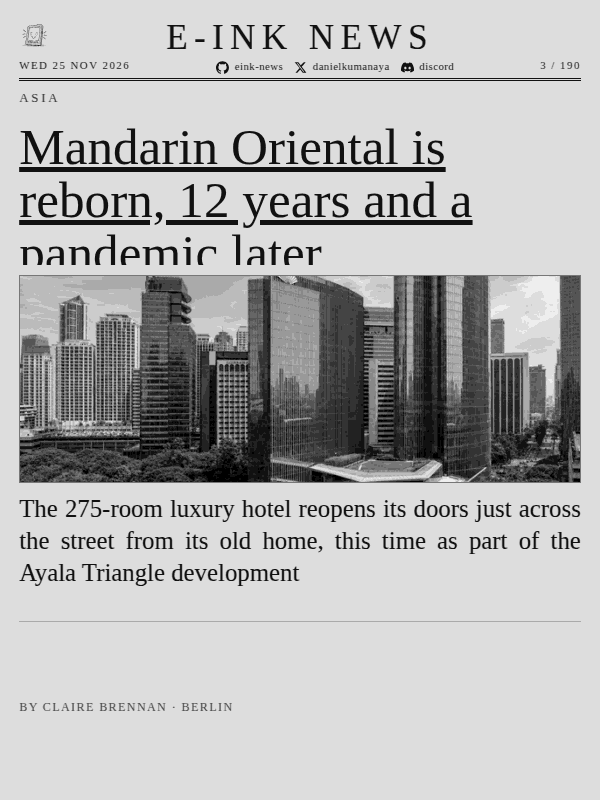 E-INK NEWS
WED 25 NOV 2026
eink-news danielkumanaya discord
3 / 190
ASIA
Mandarin Oriental is
reborn, 12 years and a
pandemic later
The 275-room luxury hotel reopens its doors just across
the street from its old home, this time as part of the
Ayala Triangle development
BY CLAIRE BRENNAN · BERLIN